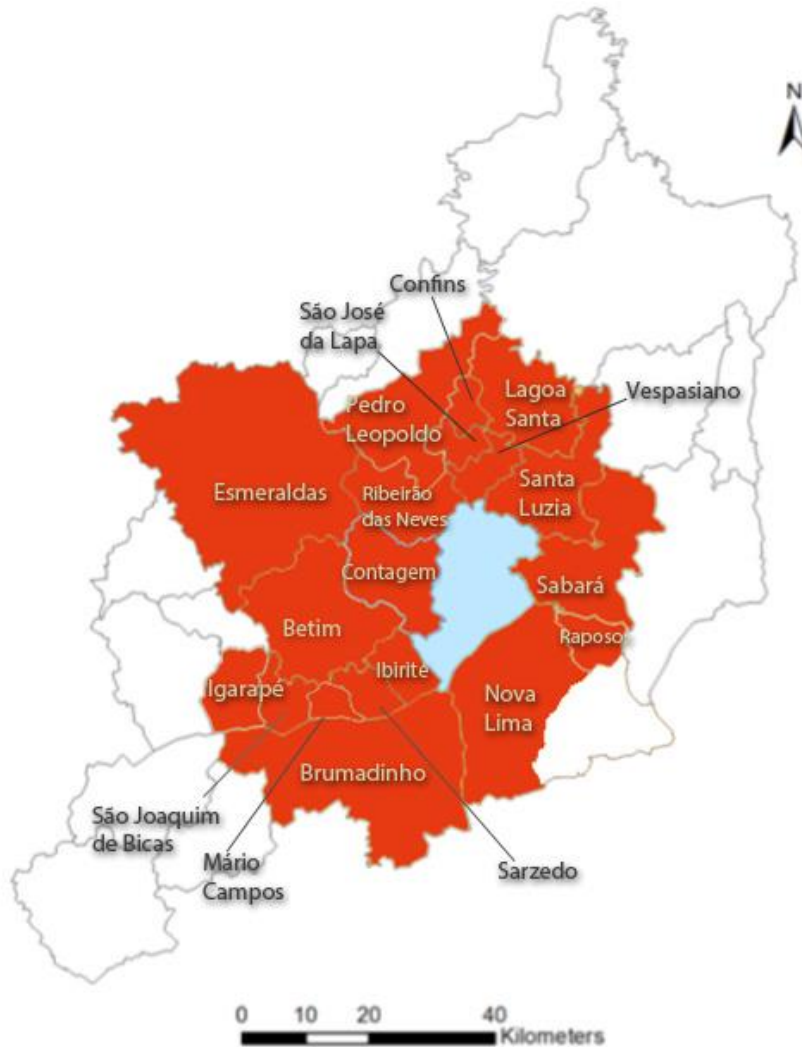 N
Confins
São José
da Lapa
Lagoa
Santa
Vespasiano
Pedro
Leopoldo
Esmeraldas
Ribeirão
das Neves
Santa
Luzia
Contagem
Sabará
Betim
Raposos
Ibirité
Igarapé
Nova
Lima
Brumadinho
São Joaquim
de Bicas
Mário
Campos
Sarzedo
0 10 20 40
Kilometers